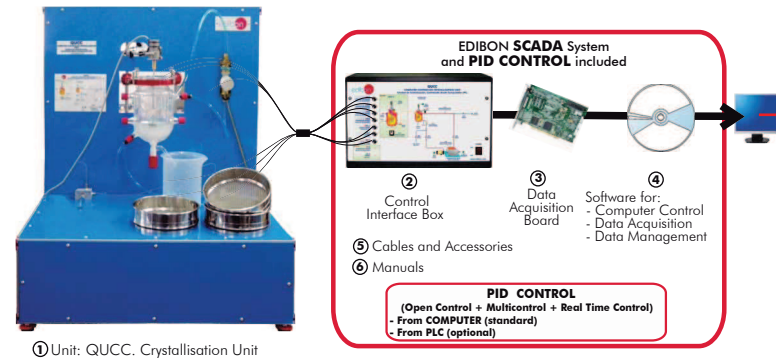 EDIBON SCADA System
and PID CONTROL included
②
Control
Interface Box
③
Data
Acquisition
Board
④
Software for:
- Computer Control
- Data Acquisition
- Data Management
⑤ Cables and Accessories
⑥ Manuals
PID CONTROL
(Open Control + Multicontrol + Real Time Control)
- From COMPUTER (standard)
- From PLC (optional)
① Unit: QUCC. Crystallisation Unit